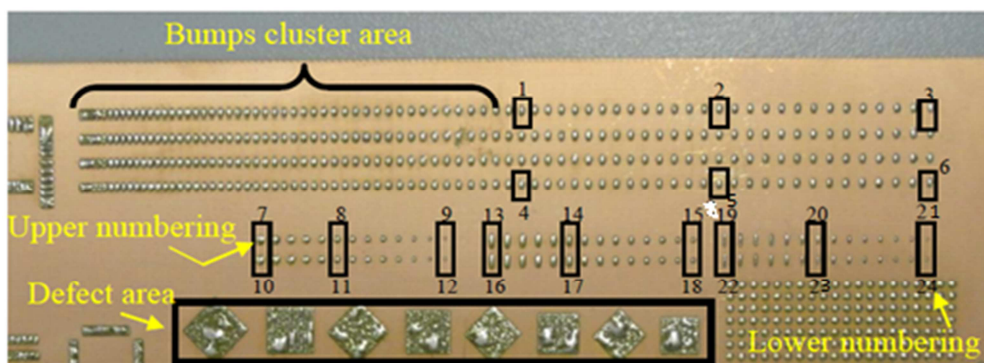 Bumps cluster area
1 2 3
4 5 6
Upper numbering
7 8 9 13 14 15 19 20 21
10 11 12 16 17 18 22 23 24
Defect area
Lower numbering